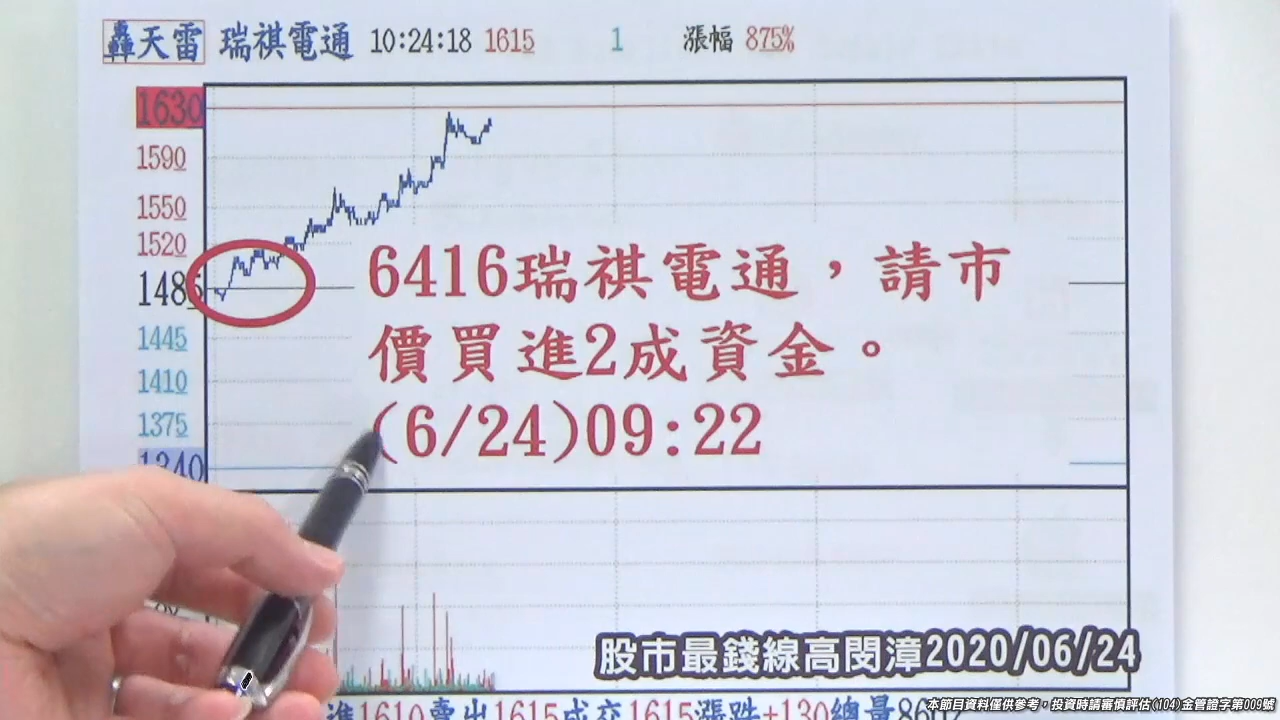 轟天雷 瑞祺電通 10:24:18 1615 1 漲幅 875%
1630
1590
1550
1520
1485
1445
1410
1375
1340
6416瑞祺電通，請市
價買進2成資金。
(6/24)09:22
股市最錢線高閔漳2020/06/24
進1610賣出1615成交1615漲跌+130總量8602
本節目資料僅供參考，投資時請審慎評估(104)金管證字第009號